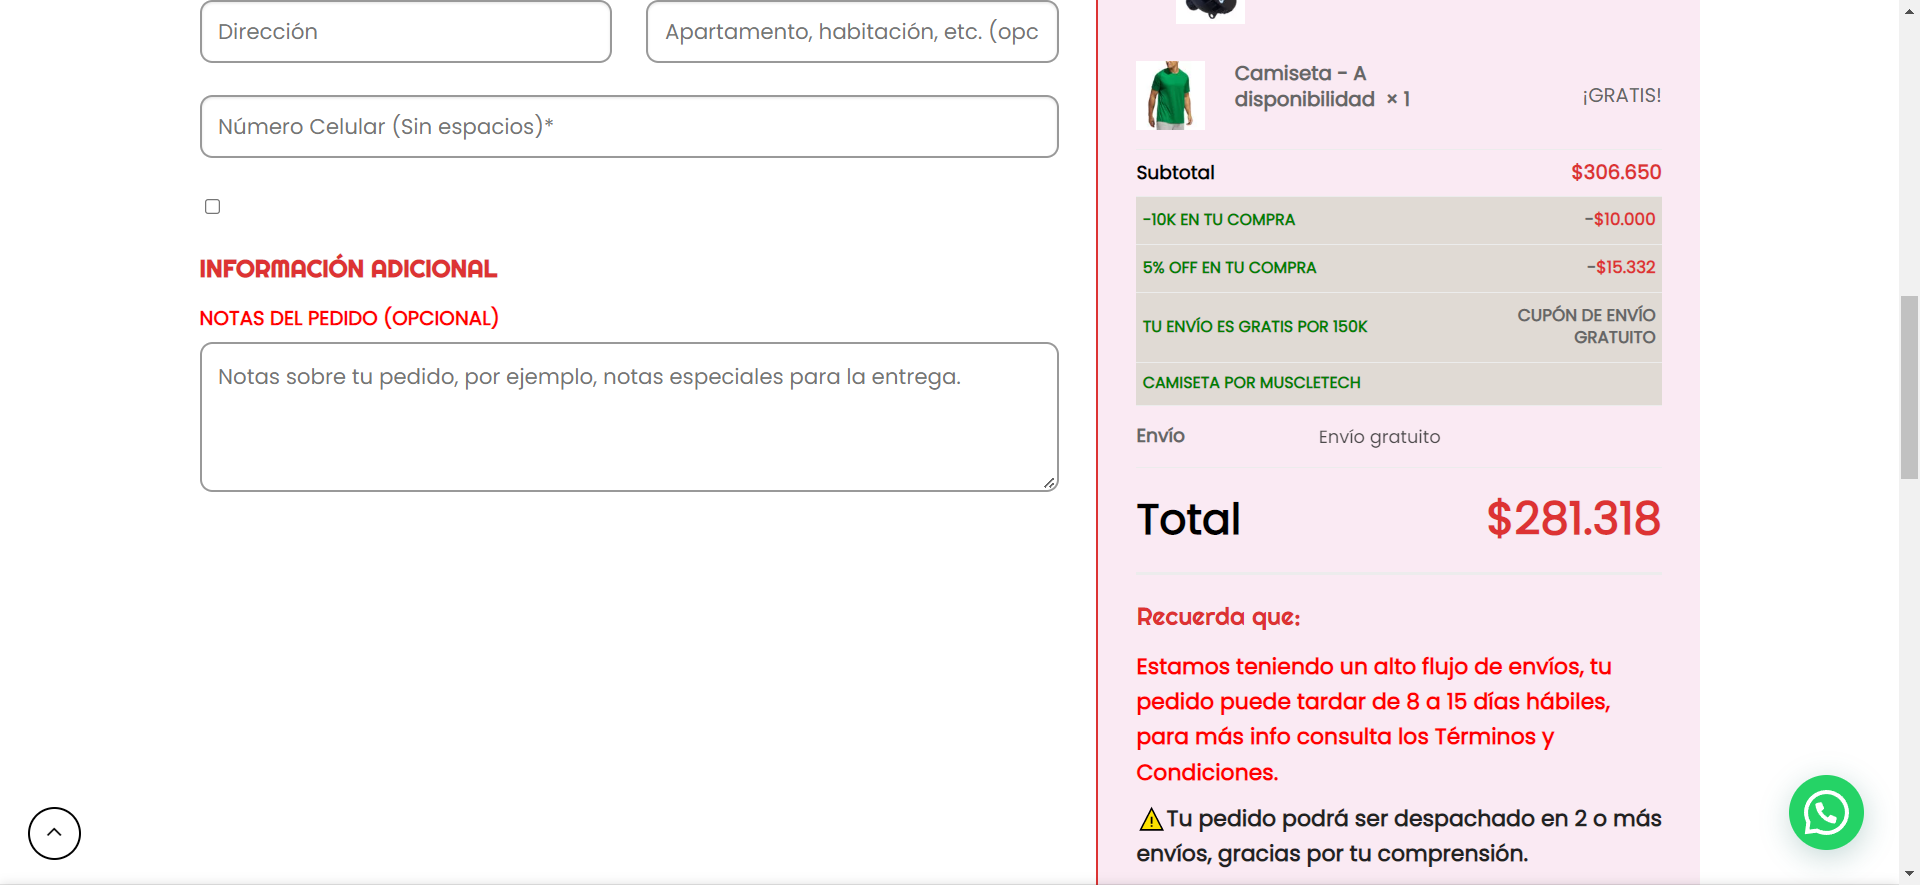 Dirección
Apartamento, habitación, etc. (opc
Número Celular (Sin espacios)*
INFORMACIÓN ADICIONAL
NOTAS DEL PEDIDO (OPCIONAL)
Notas sobre tu pedido, por ejemplo, notas especiales para la entrega.
Camiseta - A
disponibilidad × 1
¡GRATIS!
Subtotal $306.650
-10K EN TU COMPRA -$10.000
5% OFF EN TU COMPRA -$15.332
TU ENVÍO ES GRATIS POR 150K
CUPÓN DE ENVÍO
GRATUITO
CAMISETA POR MUSCLETECH
Envío Envío gratuito
Total $281.318
Recuerda que:
Estamos teniendo un alto flujo de envíos, tu
pedido puede tardar de 8 a 15 días hábiles,
para más info consulta los Términos y
Condiciones.
⚠️Tu pedido podrá ser despachado en 2 o más
envíos, gracias por tu comprensión.